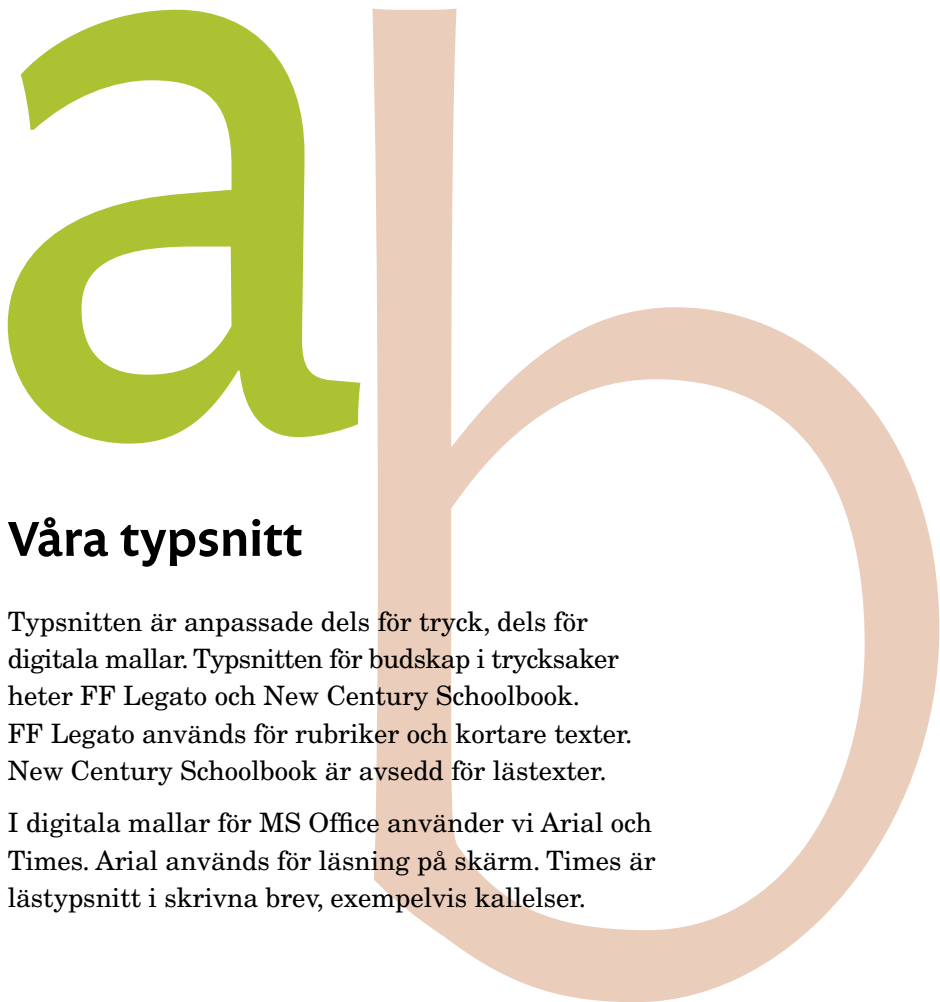 ab
Våra typsnitt
Typsnitten är anpassade dels för tryck, dels för
digitala mallar. Typsnitten för budskap i trycksaker
heter FF Legato och New Century Schoolbook.
FF Legato används för rubriker och kortare texter.
New Century Schoolbook är avsedd för lästexter.
I digitala mallar för MS Office använder vi Arial och
Times. Arial används för läsning på skärm. Times är
lästypsnitt i skrivna brev, exempelvis kallelser.